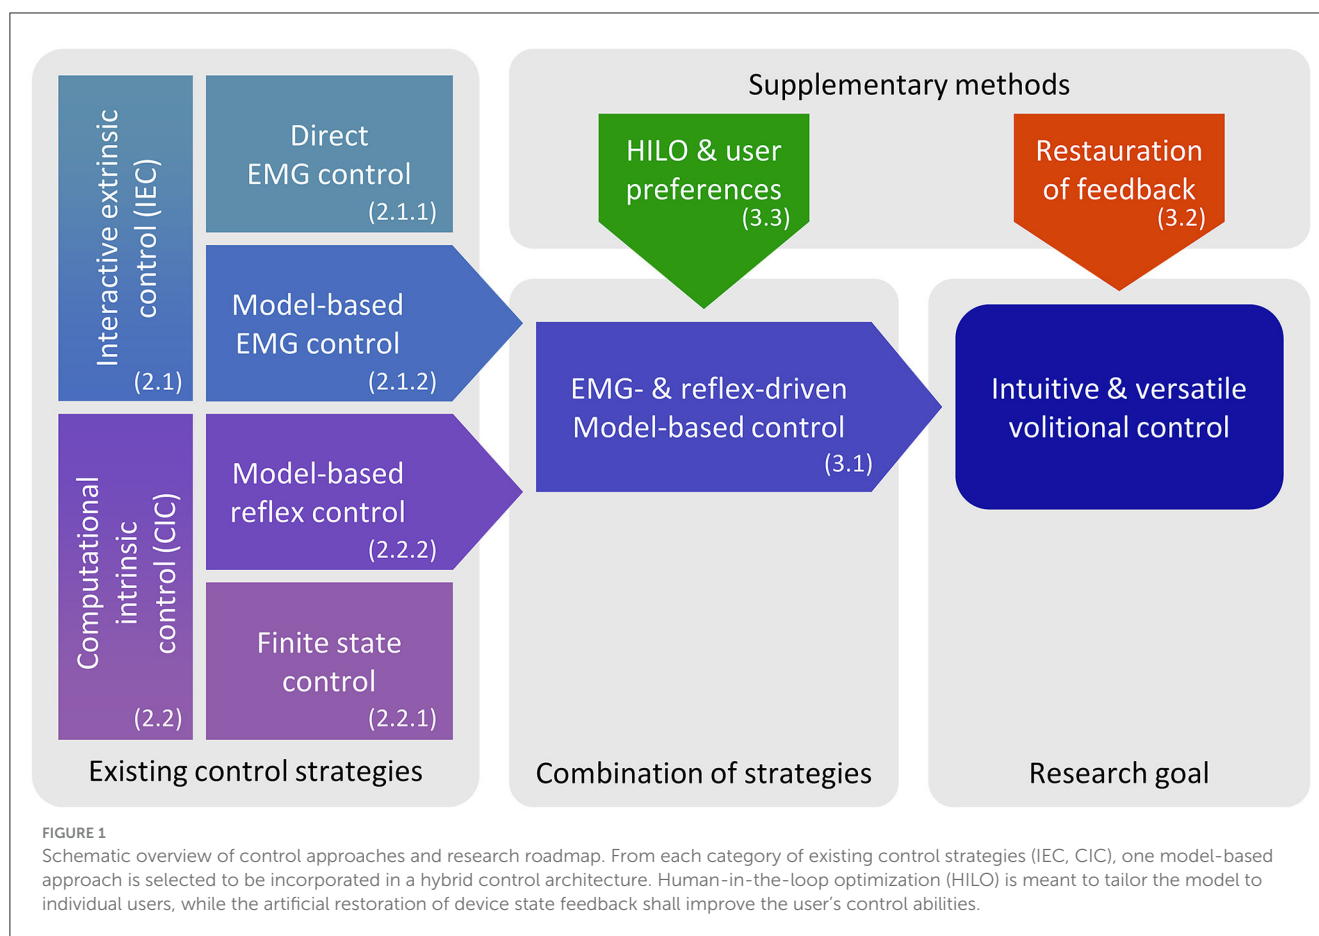 Interactive extrinsic
control (IEC)
(2.1)
Direct
EMG control
(2.1.1)
Model-based
EMG control
(2.1.2)
Computational
intrinsic
control (CIC)
(2.2)
Model-based
reflex control
(2.2.2)
Finite state
control
(2.2.1)
Existing control strategies
Supplementary methods
HILO & user
preferences
(3.3)
Restauration
of feedback
(3.2)
EMG- & reflex-driven
Model-based control
(3.1)
Combination of strategies
Intuitive & versatile
volitional control
Research goal
FIGURE 1
Schematic overview of control approaches and research roadmap. From each category of existing control strategies (IEC, CIC), one model-based
approach is selected to be incorporated in a hybrid control architecture. Human-in-the-loop optimization (HILO) is meant to tailor the model to
individual users, while the artificial restoration of device state feedback shall improve the user's control abilities.